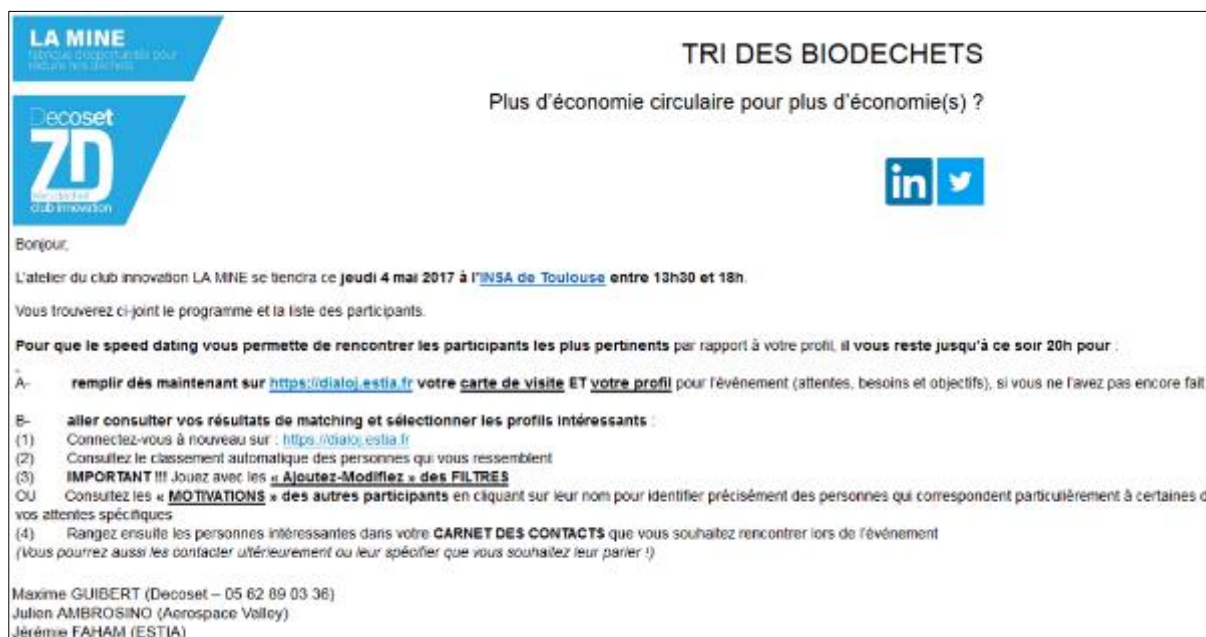 LA MINE
fabrique d'opportunités pour
réduire nos déchets
TRI DES BIODECHETS
Plus d'économie circulaire pour plus d'économie(s) ?
Decoset
ZD
club innovation
in
Bonjour,
L'atelier du club innovation LA MINE se tiendra ce jeudi 4 mai 2017 à l'INSA de Toulouse entre 13h30 et 18h.
Vous trouverez ci-joint le programme et la liste des participants.
Pour que le speed dating vous permette de rencontrer les participants les plus pertinents par rapport à votre profil, il vous reste jusqu'à ce soir 20h pour :
A- remplir dès maintenant sur https://dialoj.estia.fr votre carte de visite ET votre profil pour l'événement (attentes, besoins et objectifs), si vous ne l'avez pas encore fait
B- aller consulter vos résultats de matching et sélectionner les profils intéressants :
(1) Connectez-vous à nouveau sur : https://dialoj.estia.fr
(2) Consultez le classement automatique des personnes qui vous ressemblent
(3) IMPORTANT !!! Jouez avec les « Ajoutez-Modifiez » des FILTRES
OU Consultez les « MOTIVATIONS » des autres participants en cliquant sur leur nom pour identifier précisément des personnes qui correspondent particulièrement à certaines d
vos attentes spécifiques
(4) Rangez ensuite les personnes intéressantes dans votre CARNET DES CONTACTS que vous souhaitez rencontrer lors de l'événement
(Vous pourrez aussi les contacter ultérieurement ou leur spécifier que vous souhaitez leur parler !)
Maxime GUIBERT (Decoset – 05 62 89 03 36)
Julien AMBROSINO (Aerospace Valley)
Jérémie FAHAM (ESTIA)